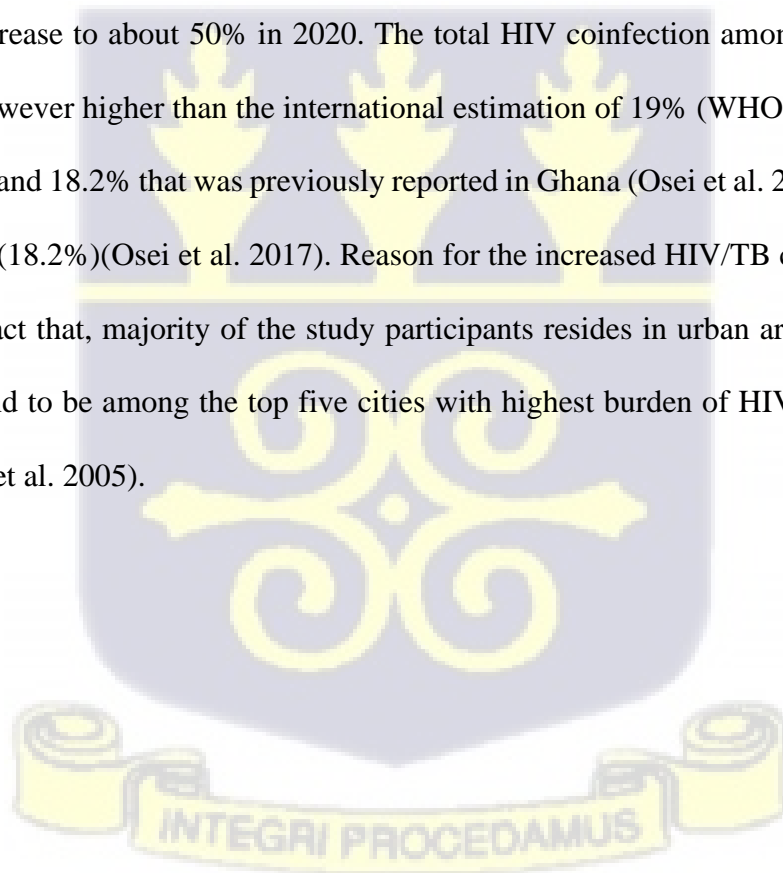 rease to about 50% in 2020. The total HIV coinfection amon
wever higher than the international estimation of 19% (WHO
and 18.2% that was previously reported in Ghana (Osei et al. 2
(18.2%)(Osei et al. 2017). Reason for the increased HIV/TB
act that, majority of the study participants resides in urban ar
d to be among the top five cities with highest burden of HIV
et al. 2005).
INTEGRI PROCEDAMUS